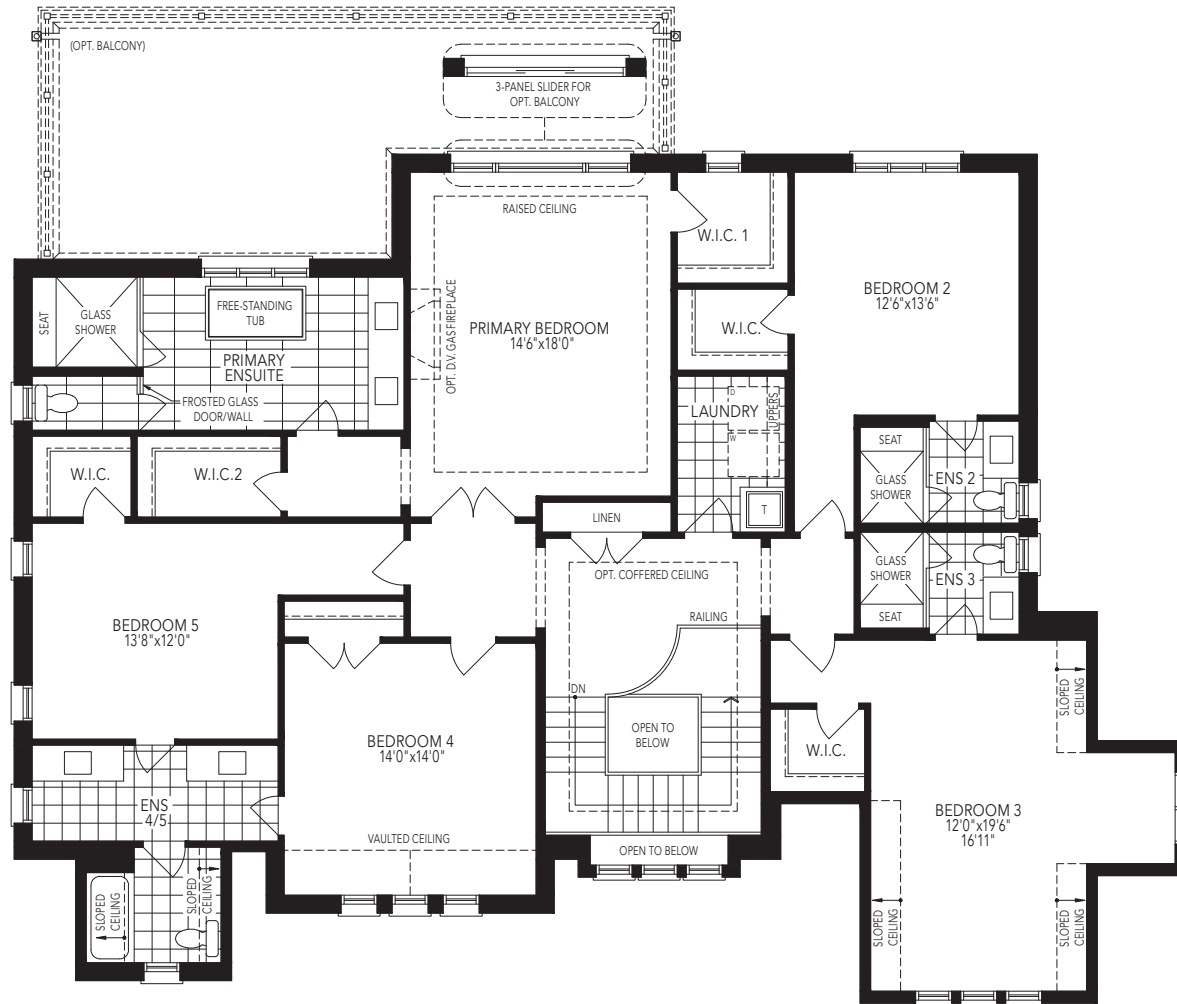 (OPT. BALCONY)
3-PANEL SLIDER FOR
OPT. BALCONY
RAISED CEILING
W.I.C. 1
BEDROOM 2
12'6"x13'6"
SEAT
GLASS
SHOWER
FREE-STANDING
TUB
PRIMARY
ENSUITE
OPT. D.V. GAS FIREPLACE
PRIMARY BEDROOM
14'6"x18'0"
W.I.C.
FROSTED GLASS
DOOR/WALL
LAUNDRY
D
W
UPPERS
T
W.I.C.
W.I.C.2
SEAT
GLASS
SHOWER
ENS 2
LINEN
OPT. COFFERED CEILING
GLASS
SHOWER
SEAT
ENS 3
RAILING
BEDROOM 5
13'8"x12'0"
DN
OPEN TO
BELOW
BEDROOM 4
14'0"x14'0"
VAULTED CEILING
W.I.C.
SLOPED
CEILING
ENS
4/5
BEDROOM 3
12'0"x19'6"
16'11"
OPEN TO BELOW
SLOPED
CEILING
SLOPED
CEILING
SLOPED
CEILING
SLOPED
CEILING